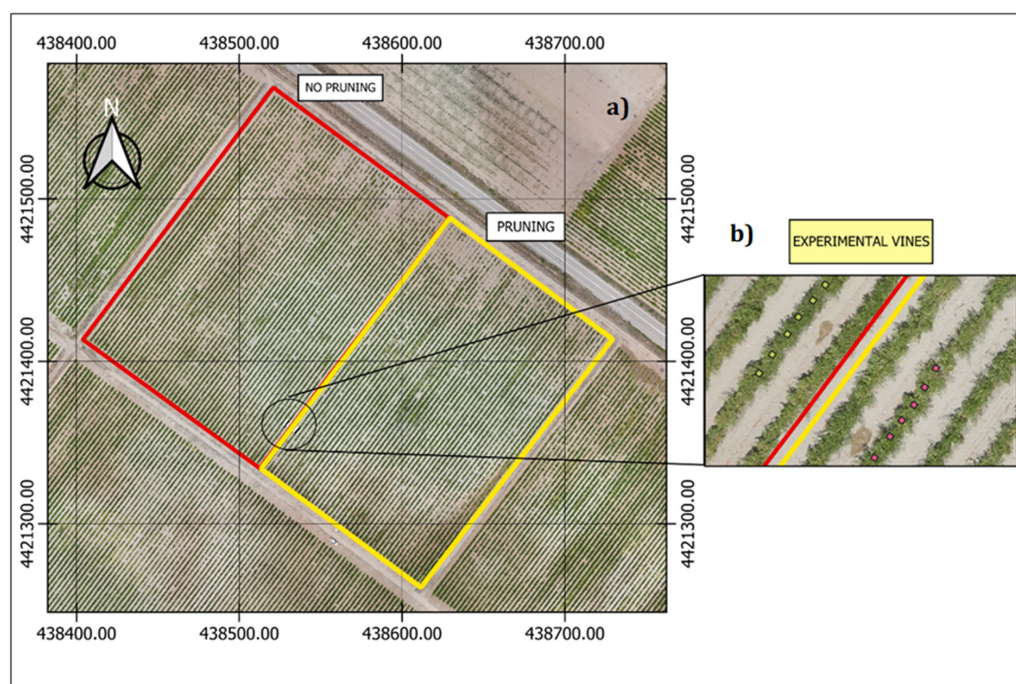 438400.00 438500.00 438600.00 438700.00
N
NO PRUNING
a)
4421500.00
4421500.00
PRUNING
b)
EXPERIMENTAL VINES
4421400.00
4421400.00
4421300.00
4421300.00
438400.00 438500.00 438600.00 438700.00